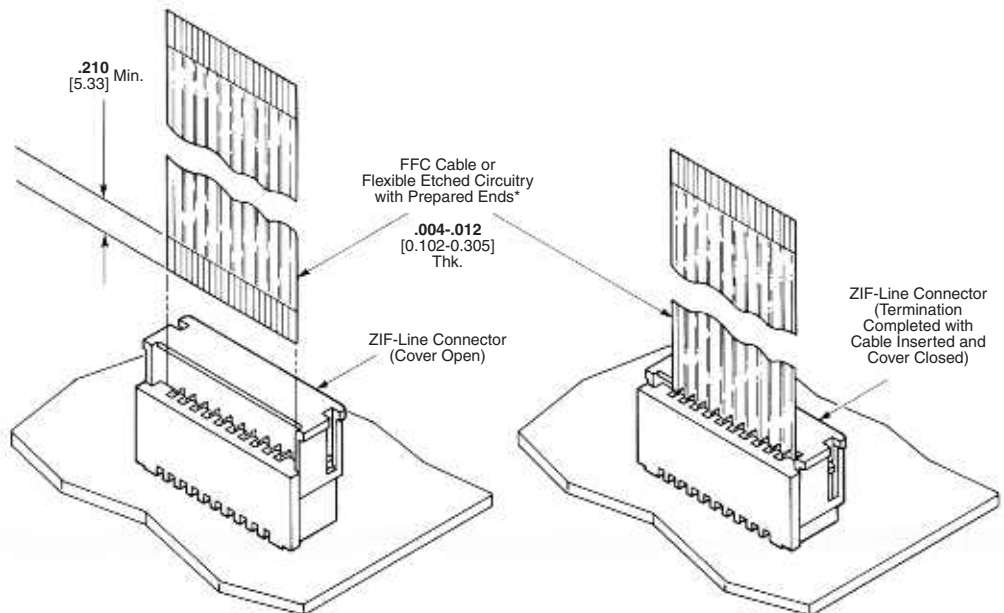 .210
[5.33] Min.
FFC Cable or
Flexible Etched Circuitry
with Prepared Ends*
.004-.012
[0.102-0.305]
Thk.
ZIF-Line Connector
(Cover Open)
ZIF-Line Connector
(Termination
Completed with
Cable Inserted and
Cover Closed)